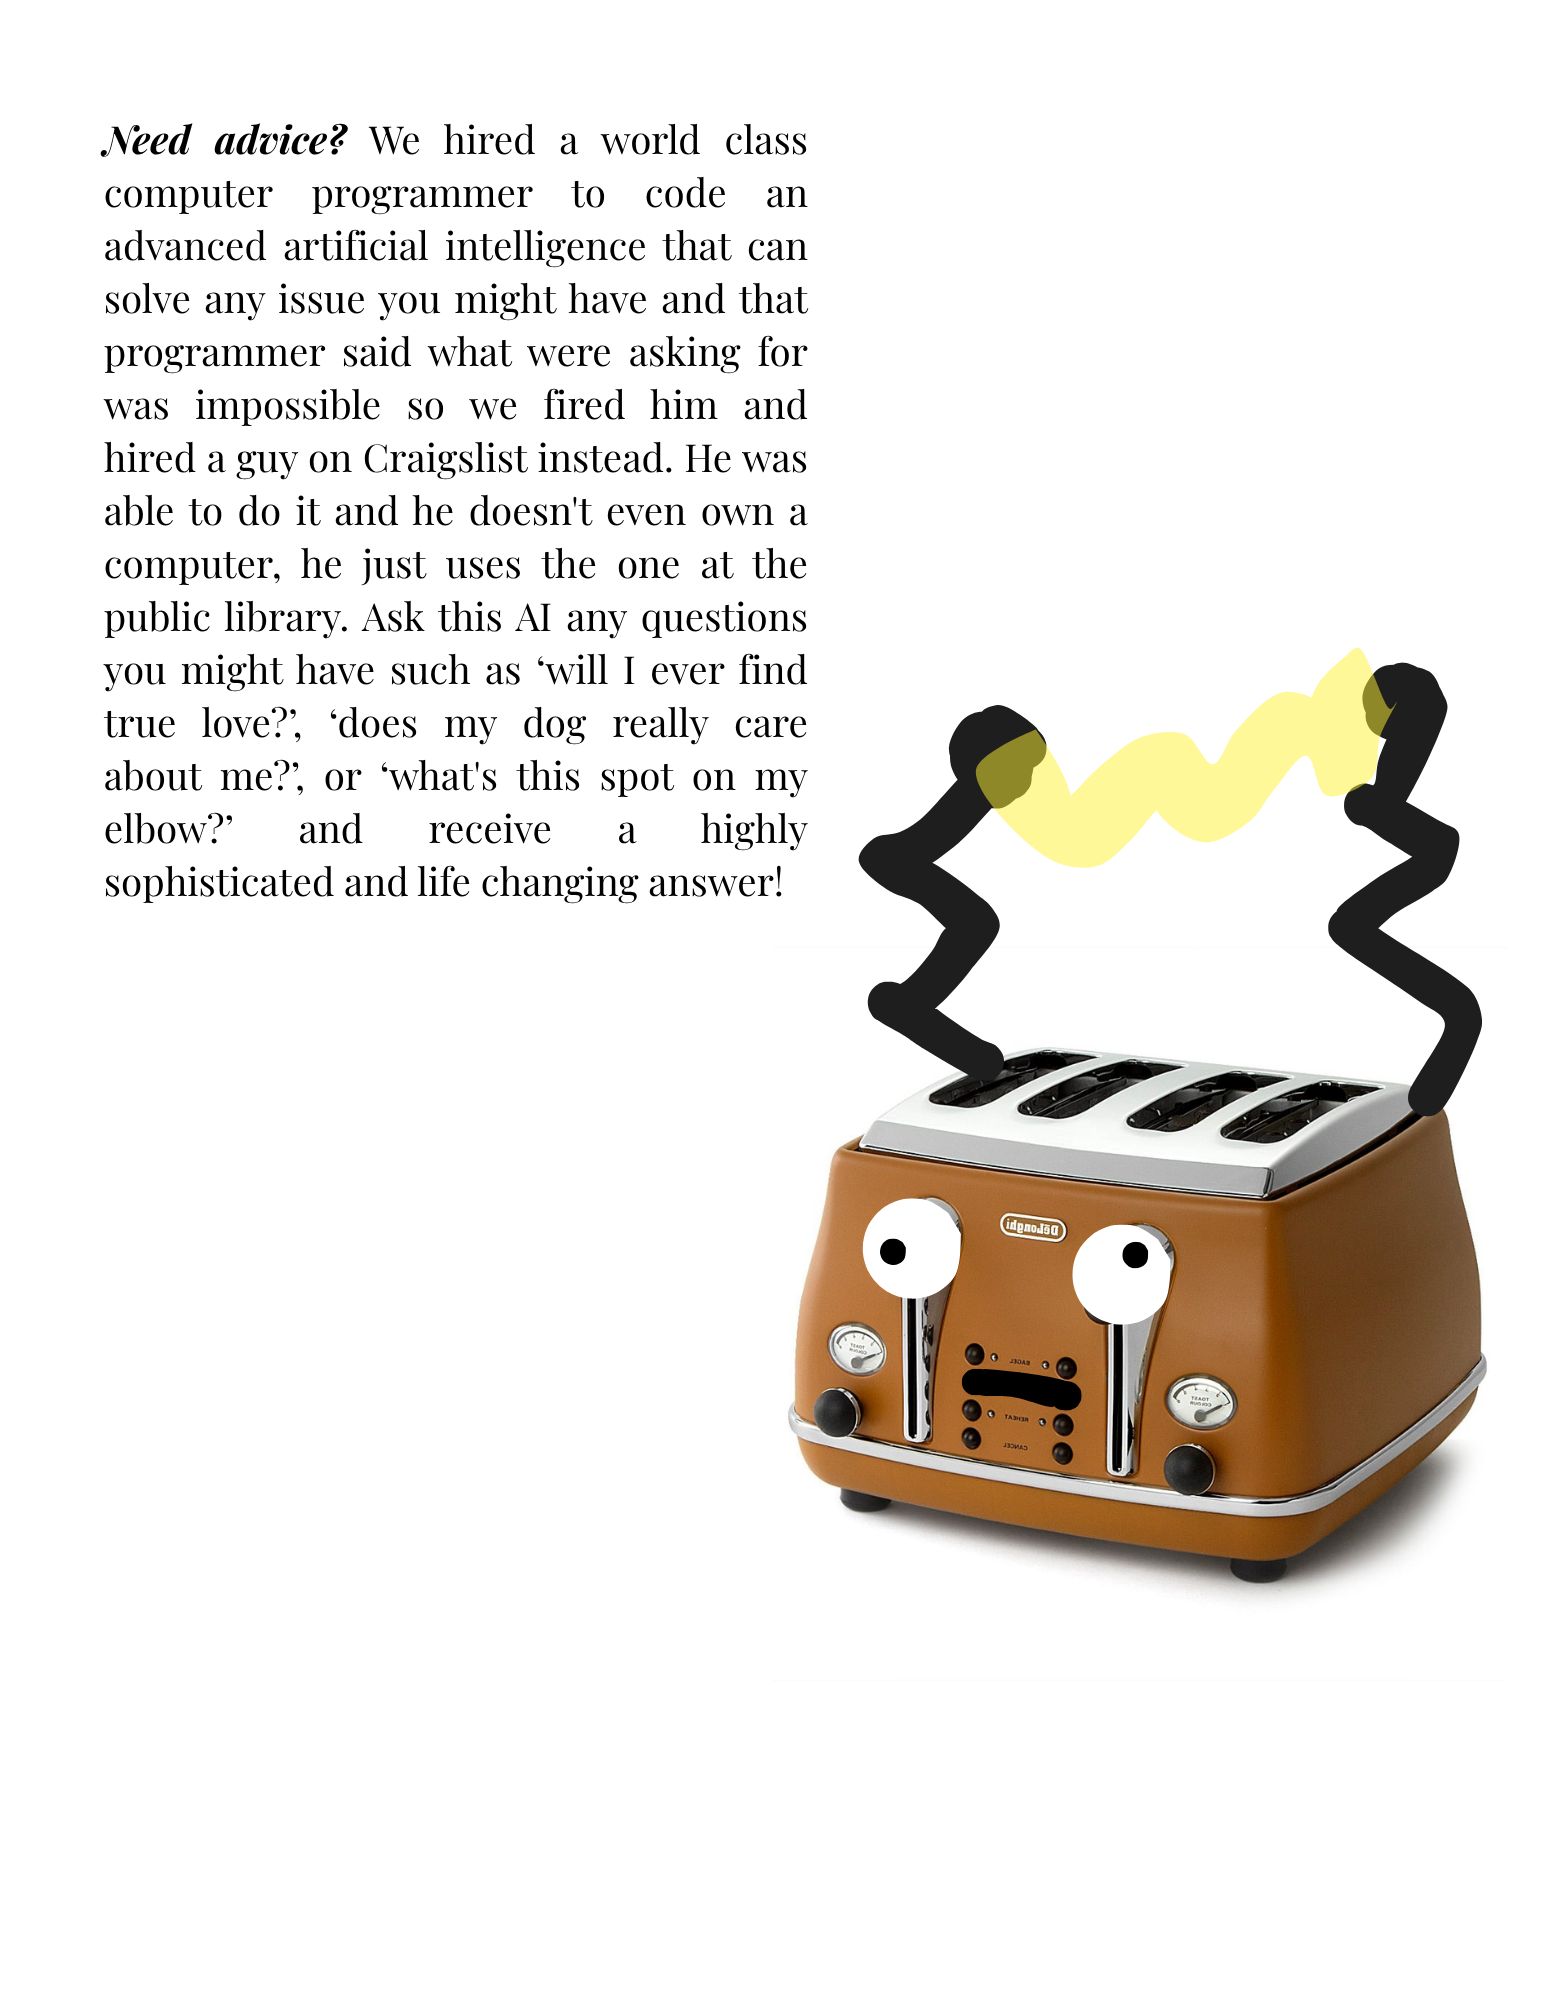 Need advice? We hired a world class
computer programmer to code an
advanced artificial intelligence that can
solve any issue you might have and that
programmer said what were asking for
was impossible so we fired him and
hired a guy on Craigslist instead. He was
able to do it and he doesn't even own a
computer, he just uses the one at the
public library. Ask this AI any questions
you might have such as ‘will I ever find
true love?’, ‘does my dog really care
about me?’, or ‘what's this spot on my
elbow?’ and receive a highly
sophisticated and life changing answer!
DeLonghi
TOAST
COLOUR
BAGEL
REHEAT
CANCEL
TOAST
COLOUR